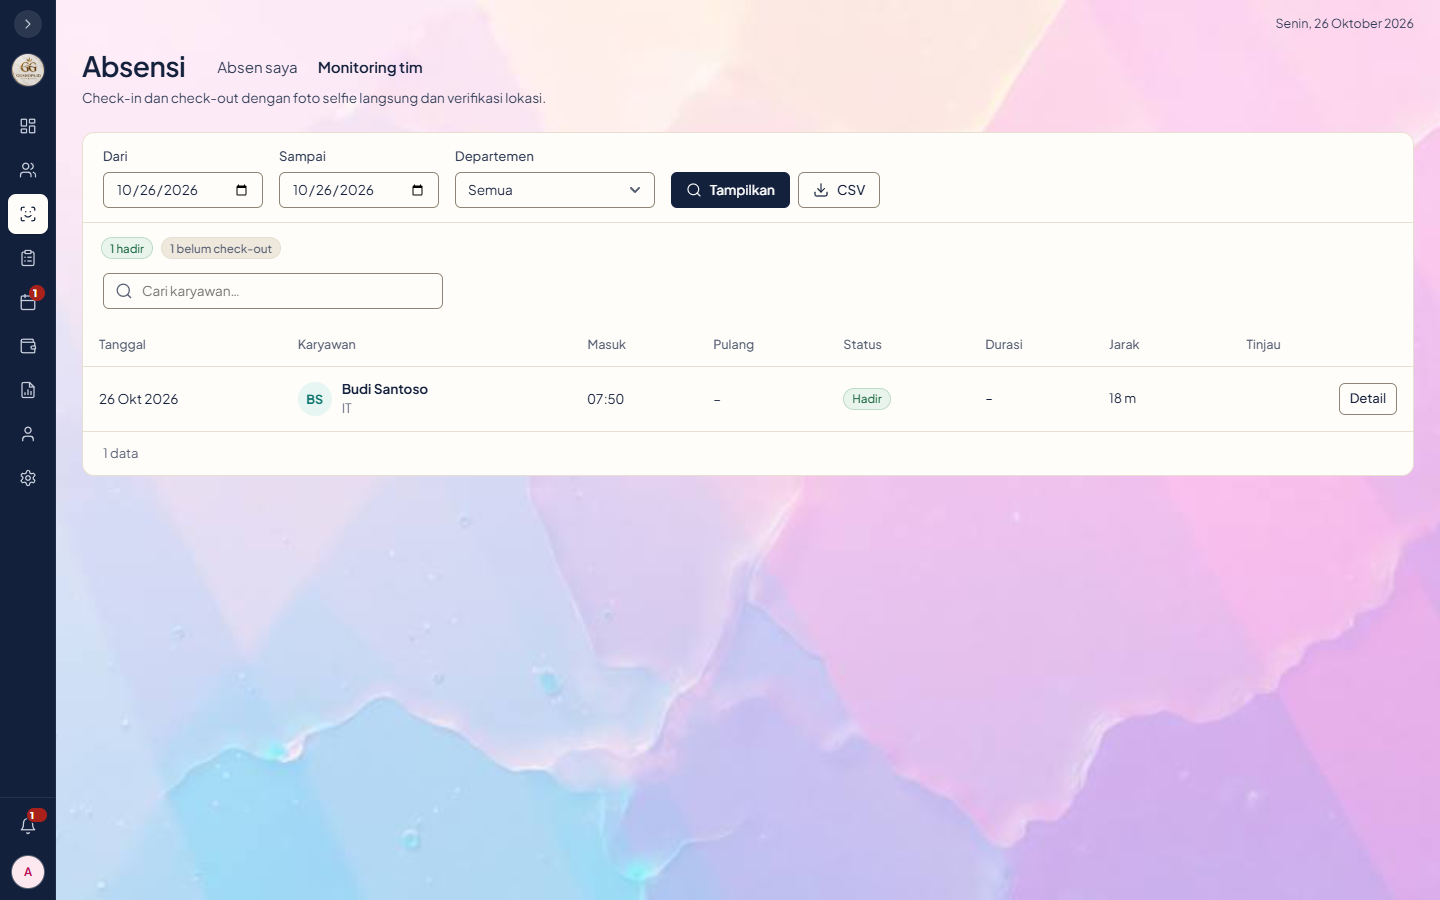 Senin, 26 Oktober 2026
Absensi
Absen saya
Monitoring tim
Check-in dan check-out dengan foto selfie langsung dan verifikasi lokasi.
Dari
Sampai
Departemen
10/26/2026
10/26/2026
Semua
Tampilkan
CSV
1 hadir
1 belum check-out
Cari karyawan...
Tanggal
Karyawan
Masuk
Pulang
Status
Durasi
Jarak
Tinjau
26 Okt 2026
BS
Budi Santoso
IT
07:50
–
Hadir
–
18 m
Detail
1 data
GG
1
1
A